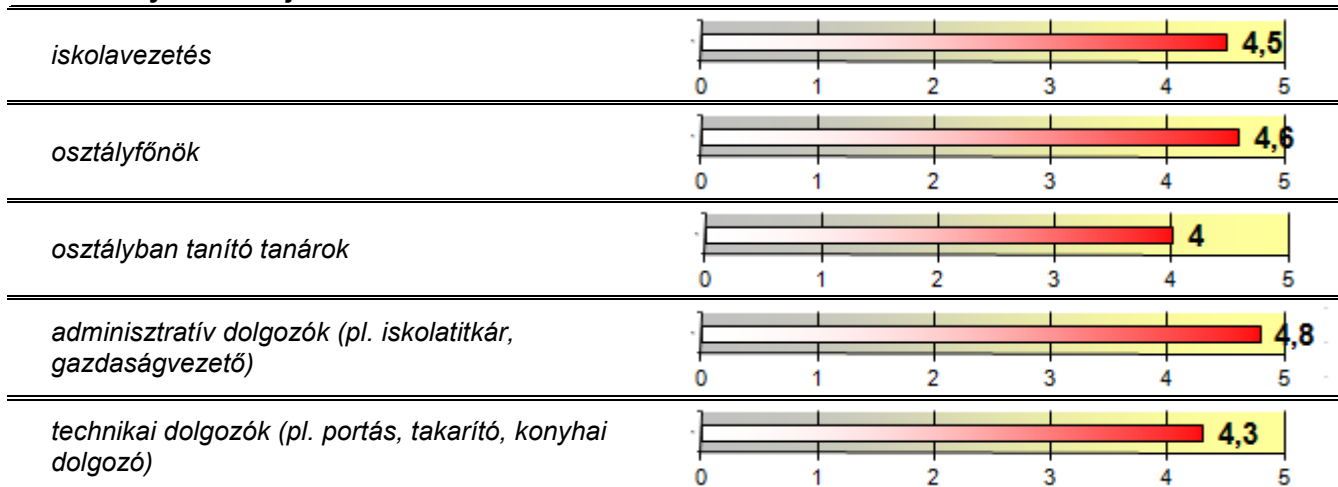 iskolavezetés
4,5
0 1 2 3 4 5
osztályfőnök
4,6
0 1 2 3 4 5
osztályban tanító tanárok
4
0 1 2 3 4 5
adminisztratív dolgozók (pl. iskolatitkár,
gazdaságvezető)
4,8
0 1 2 3 4 5
technikai dolgozók (pl. portás, takarító, konyhai
dolgozó)
4,3
0 1 2 3 4 5